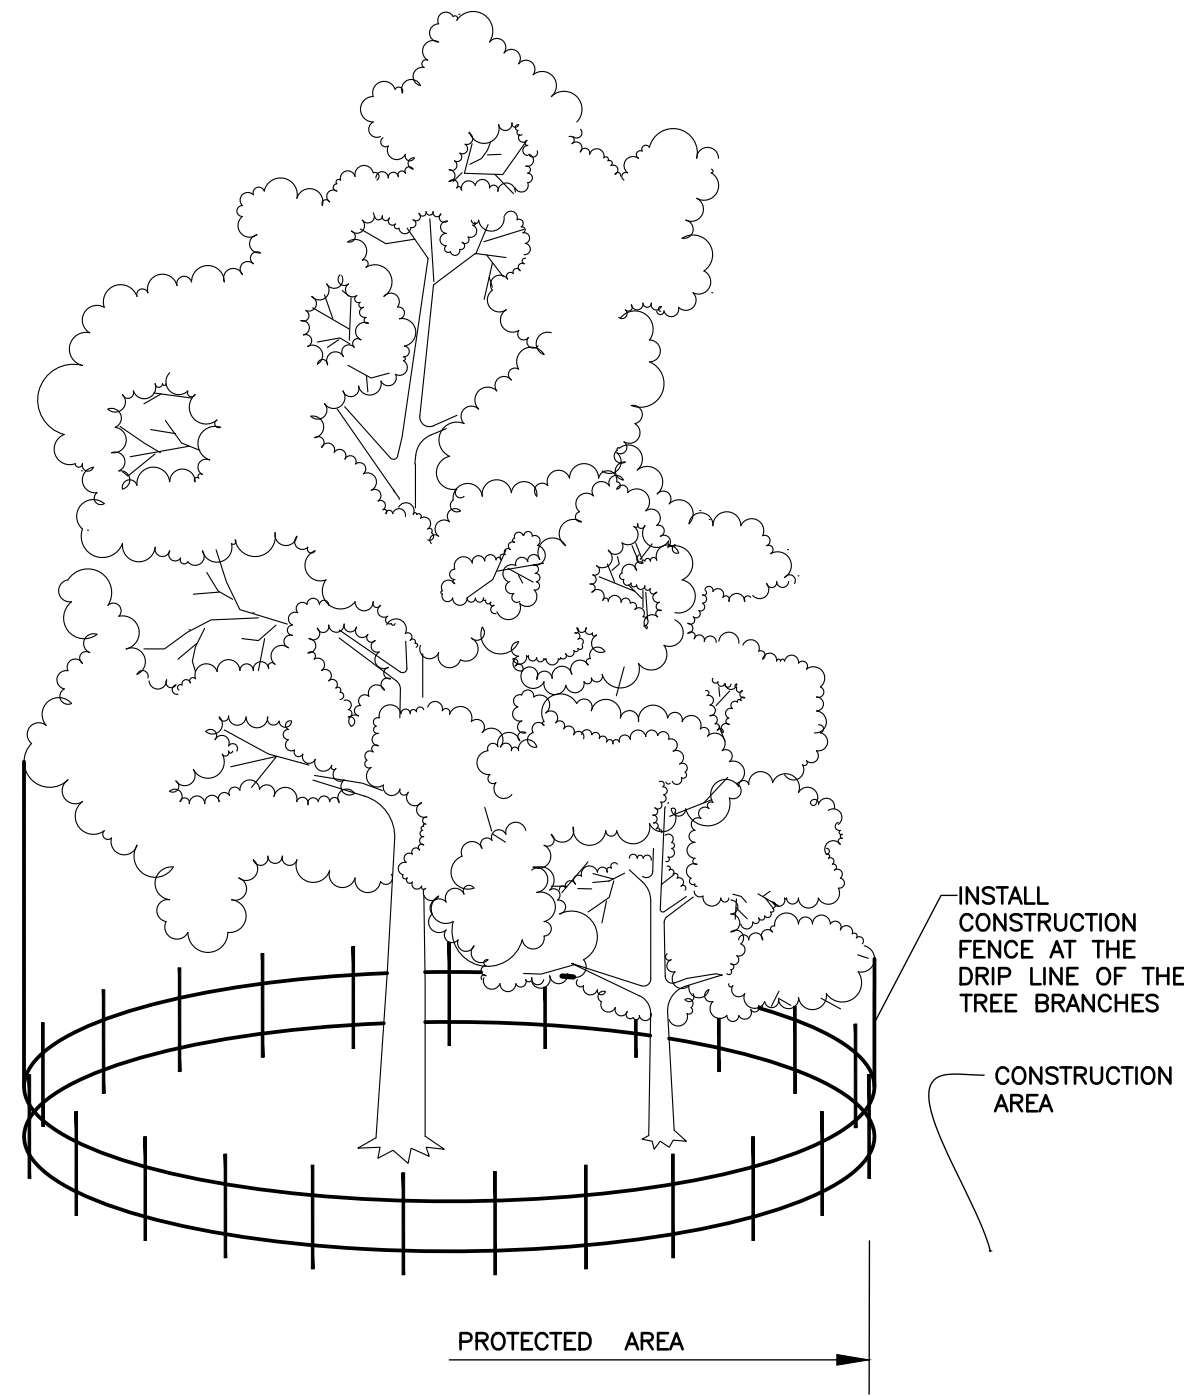 INSTALL
CONSTRUCTION
FENCE AT THE
DRIP LINE OF THE
TREE BRANCHES
CONSTRUCTION
AREA
PROTECTED AREA